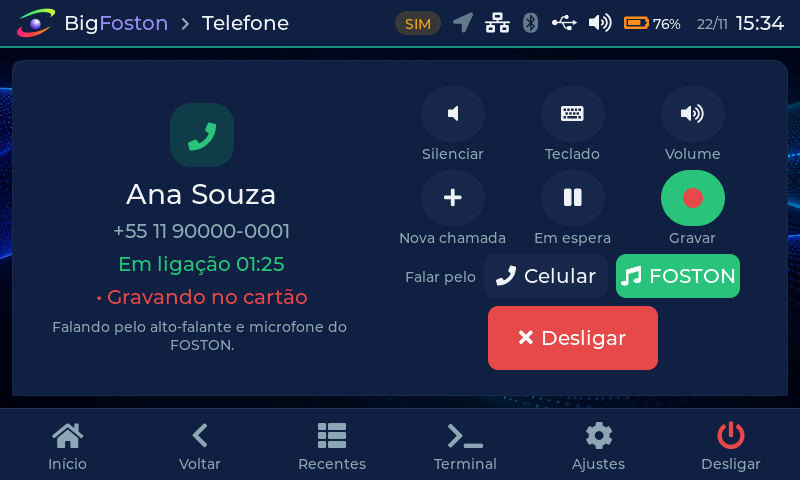 BigFoston > Telefone
SIM
76%
22/11 15:34
Ana Souza
+55 11 90000-0001
Em ligação 01:25
• Gravando no cartão
Falando pelo alto-falante e microfone do
FOSTON.
Silenciar
Teclado
Volume
Nova chamada
Em espera
Gravar
Falar pelo
Celular
FOSTON
Desligar
Início
Voltar
Recentes
Terminal
Ajustes
Desligar